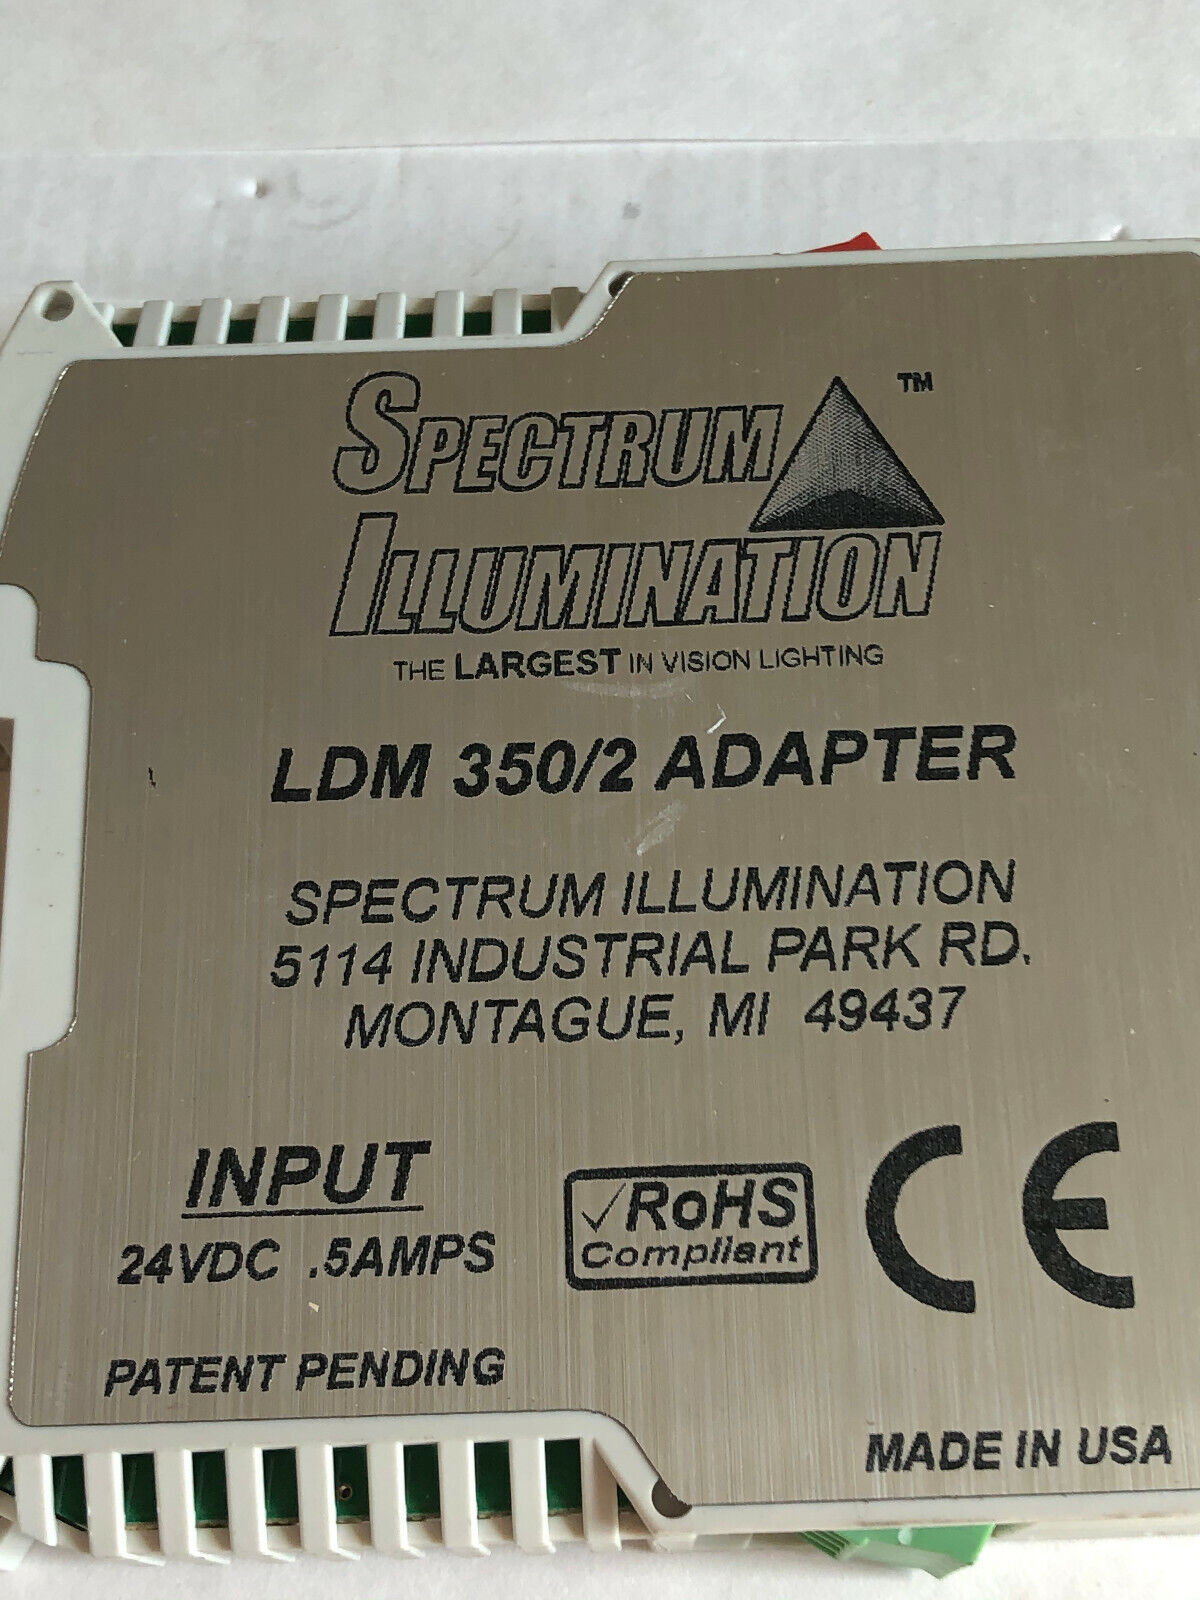 SPECTRUM TM
ILLUMINATION
THE LARGEST IN VISION LIGHTING
LDM 350/2 ADAPTER
SPECTRUM ILLUMINATION
5114 INDUSTRIAL PARK RD.
MONTAGUE, MI 49437
INPUT
24VDC .5AMPS
✓RoHS
Compliant
CE
PATENT PENDING
MADE IN USA